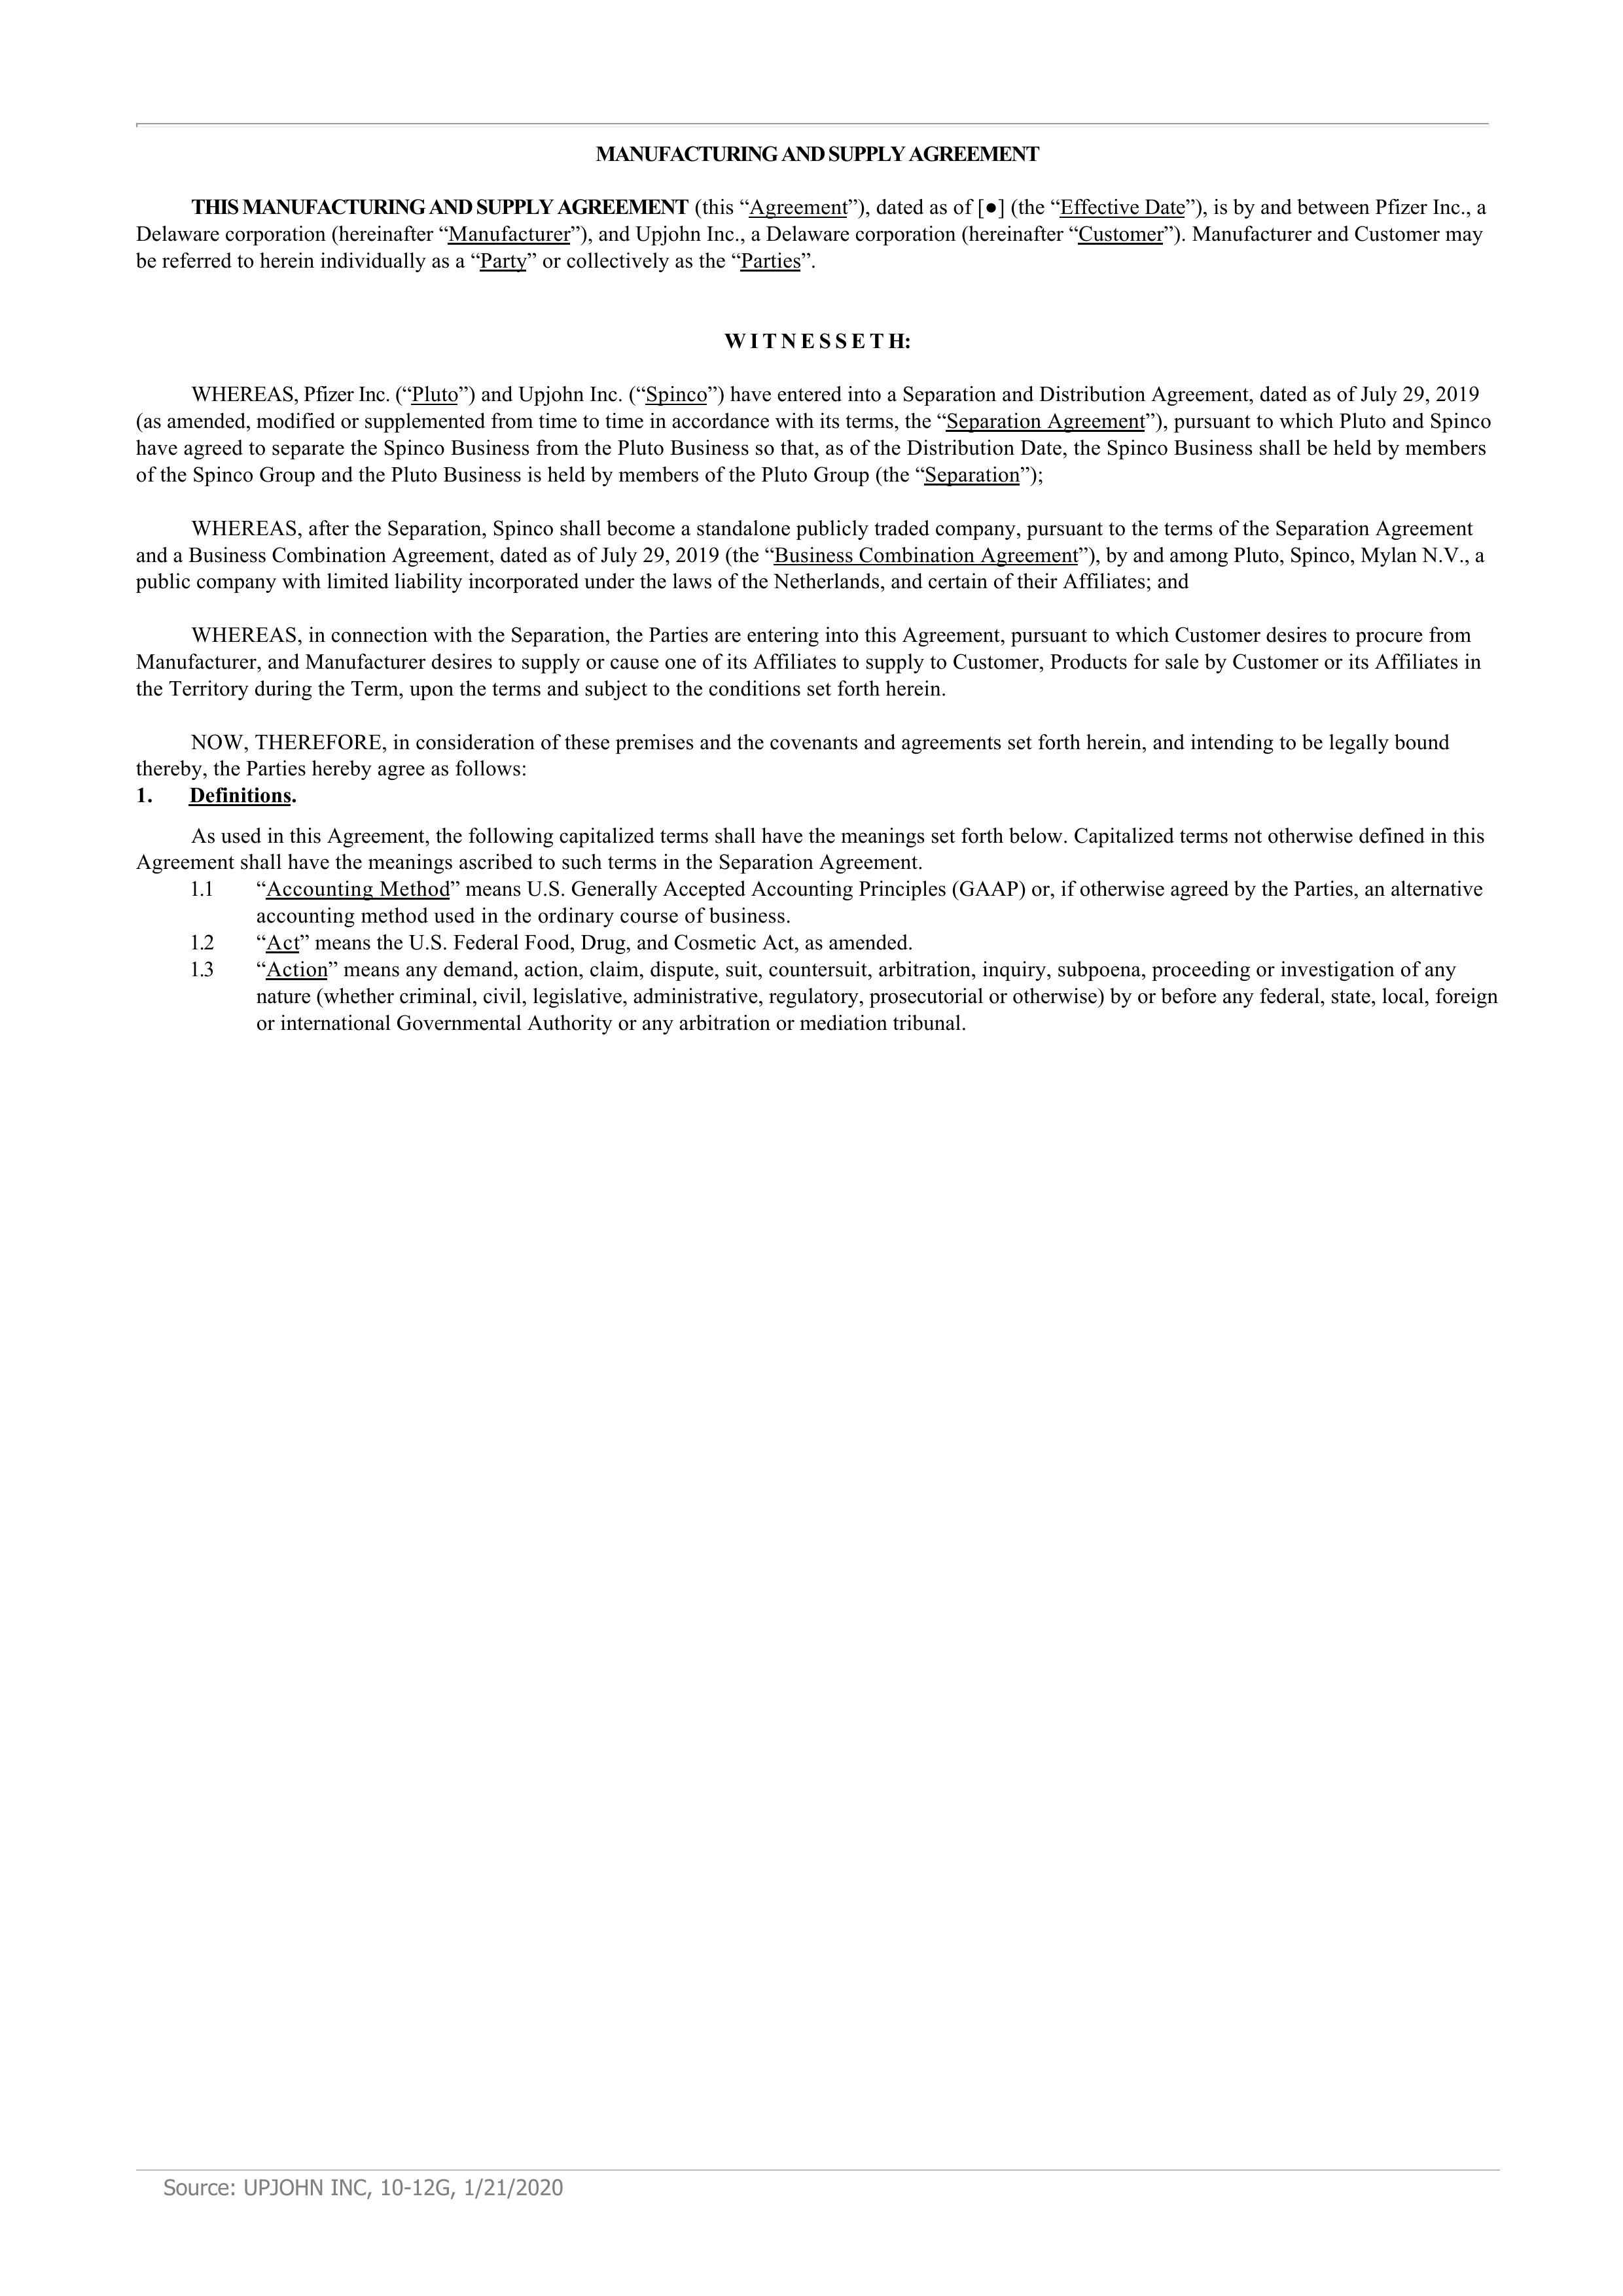 MANUFACTURING AND SUPPLY AGREEMENT
THIS MANUFACTURING AND SUPPLY AGREEMENT (this “Agreement”), dated as of [●] (the “Effective Date”), is by and between Pfizer Inc., a
Delaware corporation (hereinafter “Manufacturer”), and Upjohn Inc., a Delaware corporation (hereinafter “Customer”). Manufacturer and Customer may
be referred to herein individually as a “Party” or collectively as the “Parties”.
W I T N E S S E T H:
WHEREAS, Pfizer Inc. (“Pluto”) and Upjohn Inc. (“Spinco”) have entered into a Separation and Distribution Agreement, dated as of July 29, 2019
(as amended, modified or supplemented from time to time in accordance with its terms, the “Separation Agreement”), pursuant to which Pluto and Spinco
have agreed to separate the Spinco Business from the Pluto Business so that, as of the Distribution Date, the Spinco Business shall be held by members
of the Spinco Group and the Pluto Business is held by members of the Pluto Group (the “Separation”);
WHEREAS, after the Separation, Spinco shall become a standalone publicly traded company, pursuant to the terms of the Separation Agreement
and a Business Combination Agreement, dated as of July 29, 2019 (the “Business Combination Agreement”), by and among Pluto, Spinco, Mylan N.V., a
public company with limited liability incorporated under the laws of the Netherlands, and certain of their Affiliates; and
WHEREAS, in connection with the Separation, the Parties are entering into this Agreement, pursuant to which Customer desires to procure from
Manufacturer, and Manufacturer desires to supply or cause one of its Affiliates to supply to Customer, Products for sale by Customer or its Affiliates in
the Territory during the Term, upon the terms and subject to the conditions set forth herein.
NOW, THEREFORE, in consideration of these premises and the covenants and agreements set forth herein, and intending to be legally bound
thereby, the Parties hereby agree as follows:
1. Definitions.
As used in this Agreement, the following capitalized terms shall have the meanings set forth below. Capitalized terms not otherwise defined in this
Agreement shall have the meanings ascribed to such terms in the Separation Agreement.
1.1 “Accounting Method” means U.S. Generally Accepted Accounting Principles (GAAP) or, if otherwise agreed by the Parties, an alternative
accounting method used in the ordinary course of business.
1.2 “Act” means the U.S. Federal Food, Drug, and Cosmetic Act, as amended.
1.3 “Action” means any demand, action, claim, dispute, suit, countersuit, arbitration, inquiry, subpoena, proceeding or investigation of any
nature (whether criminal, civil, legislative, administrative, regulatory, prosecutorial or otherwise) by or before any federal, state, local, foreign
or international Governmental Authority or any arbitration or mediation tribunal.
Source: UPJOHN INC, 10-12G, 1/21/2020